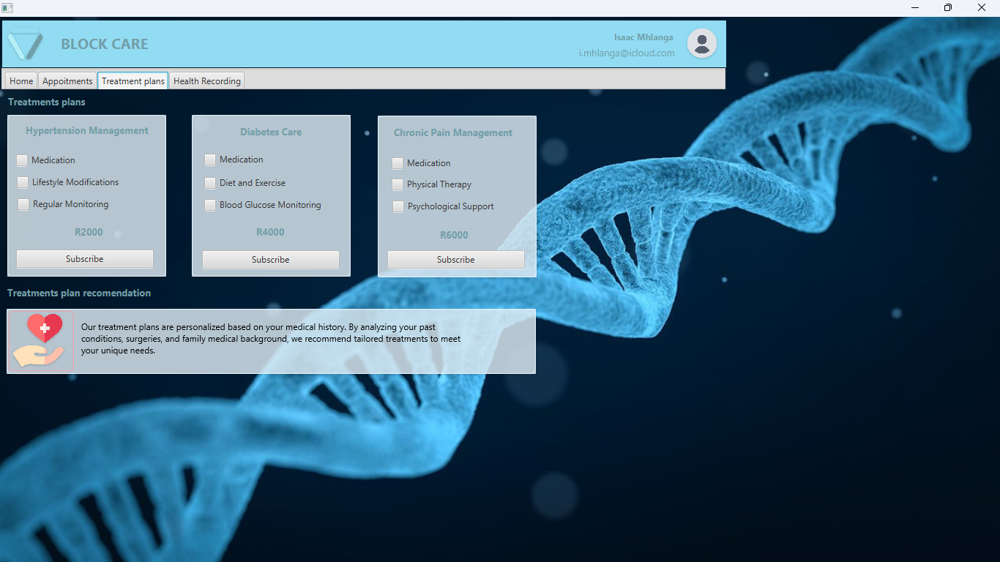 BLOCK CARE
Isaac Mhlanga
i.mhlanga@icloud.com
Home Appoitments Treatment plans Health Recording
Treatments plans
Hypertension Management
Medication
Lifestyle Modifications
Regular Monitoring
R2000
Subscribe
Diabetes Care
Medication
Diet and Exercise
Blood Glucose Monitoring
R4000
Subscribe
Chronic Pain Management
Medication
Physical Therapy
Psychological Support
R6000
Subscribe
Treatments plan recomendation
Our treatment plans are personalized based on your medical history. By analyzing your past
conditions, surgeries, and family medical background, we recommend tailored treatments to meet
your unique needs.